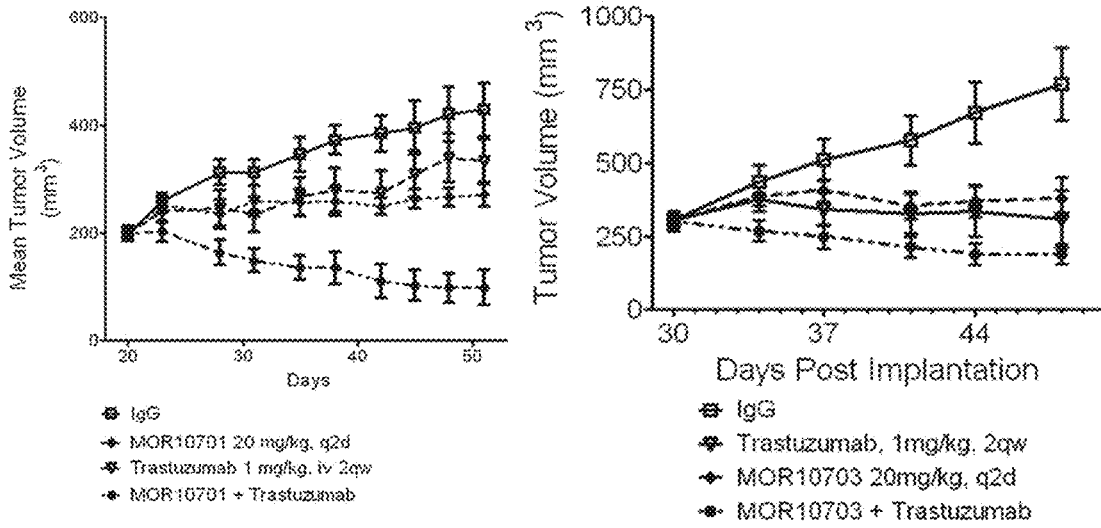 600
400
200
0
Mean Tumor Volume
(mm³)
20
30
40
50
Days
IgG
MOR10701 20 mg/kg, q2d
Trastuzumab 1 mg/kg, iv 2qw
MOR10701 + Trastuzumab
1000
750
500
250
0
Tumor Volume (mm³)
30
37
44
Days Post Implantation
IgG
Trastuzumab, 1mg/kg, 2qw
MOR10703 20mg/kg, q2d
MOR10703 + Trastuzumab